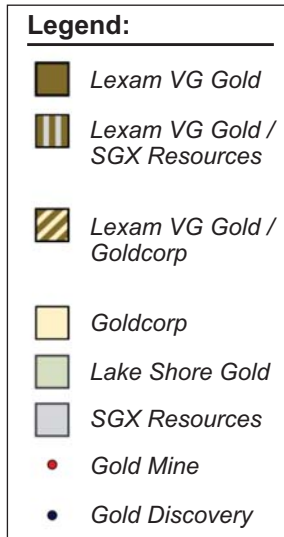 Legend:
Lexam VG Gold
Lexam VG Gold /
SGX Resources
Lexam VG Gold /
Goldcorp
Goldcorp
Lake Shore Gold
SGX Resources
Gold Mine
Gold Discovery